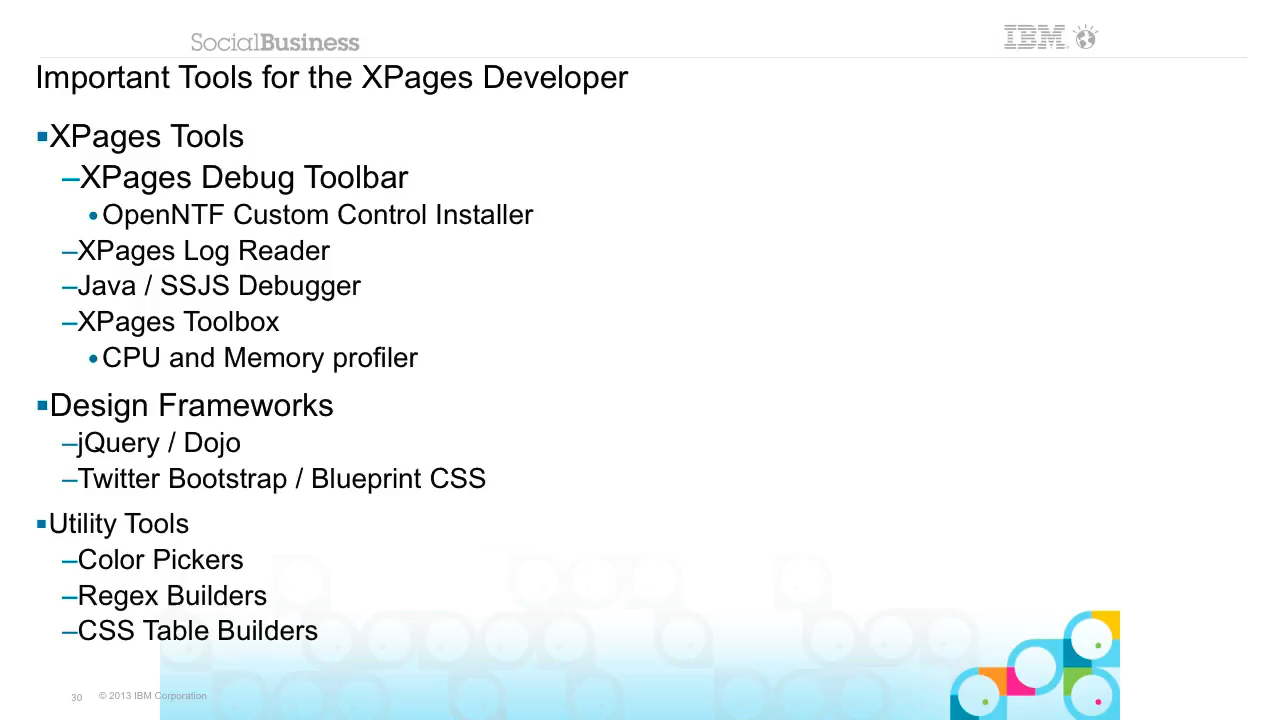 SocialBusiness
IBM
Important Tools for the XPages Developer
▪XPages Tools
–XPages Debug Toolbar
•OpenNTF Custom Control Installer
–XPages Log Reader
–Java / SSJS Debugger
–XPages Toolbox
•CPU and Memory profiler
▪Design Frameworks
–jQuery / Dojo
–Twitter Bootstrap / Blueprint CSS
▪Utility Tools
–Color Pickers
–Regex Builders
–CSS Table Builders
30 © 2013 IBM Corporation